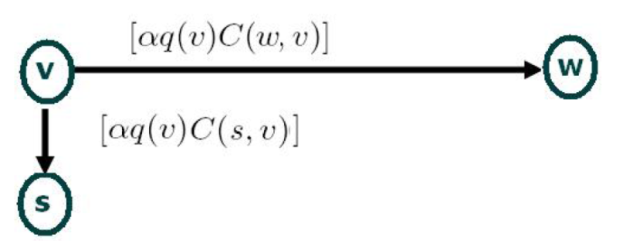 [αq(v)C(w, v)]
v
w
[αq(v)C(s, v)]
s